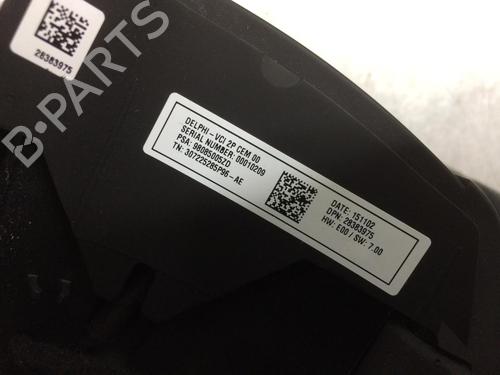 28383975
B-PARTS
DELPHI - VCI 2P CEM 00
SERIAL NUMBER: 00010209
PSA: 98085005ZD
TN: 307225285P96 - AE
DATE: 151102
DPN: 28383975
HW: E00 / SW: 7.00